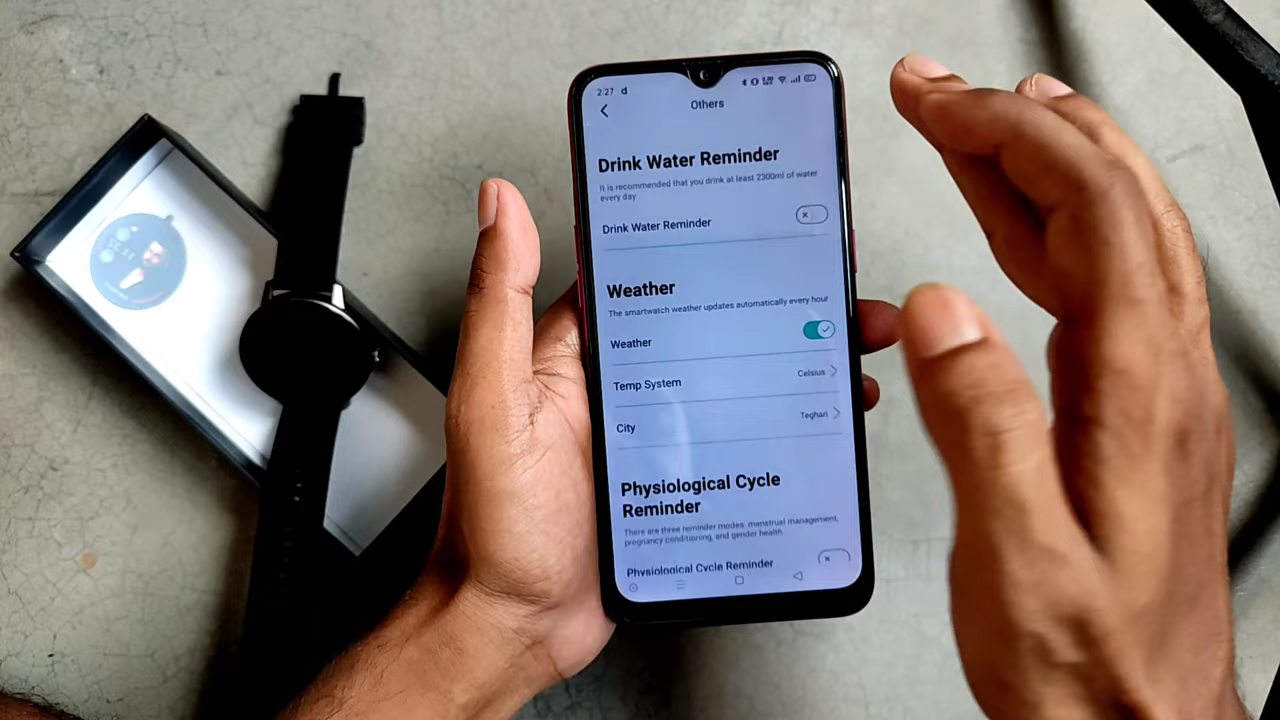 2:27 d
Others
Drink Water Reminder
It is recommended that you drink at least 2300ml of water
every day
Drink Water Reminder
Weather
The smartwatch weather updates automatically every hour
Weather
Temp System Celsius
City Teghari
Physiological Cycle
Reminder
There are three reminder modes, menstrual management,
pregnancy conditioning, and gender health.
Physiological Cycle Reminder